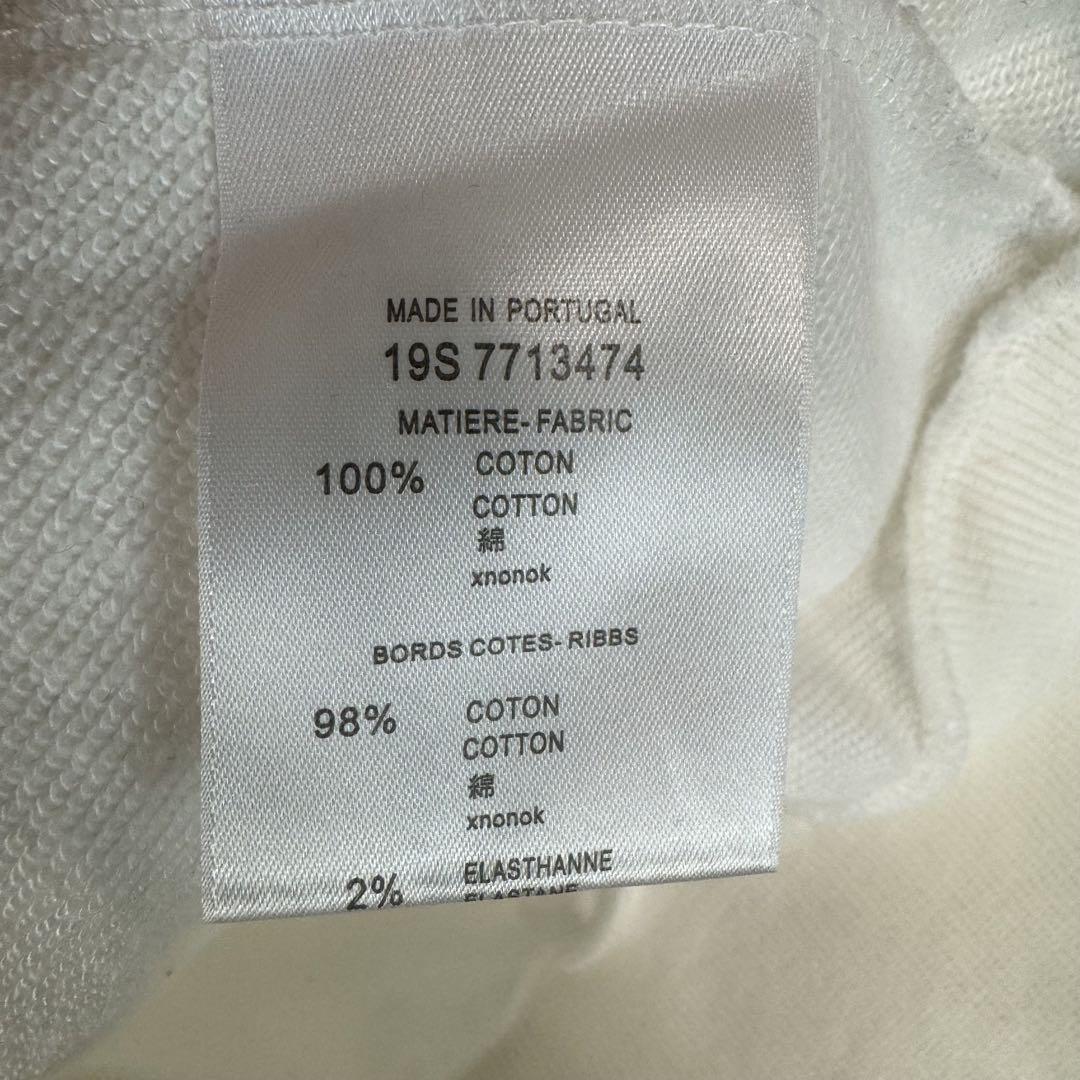 MADE IN PORTUGAL
19S 7713474
MATIERE- FABRIC
100% COTON
COTTON
綿
xnonok
BORDS COTES- RIBBS
98% COTON
COTTON
綿
xnonok
2% ELASTHANNE
ELASTANE